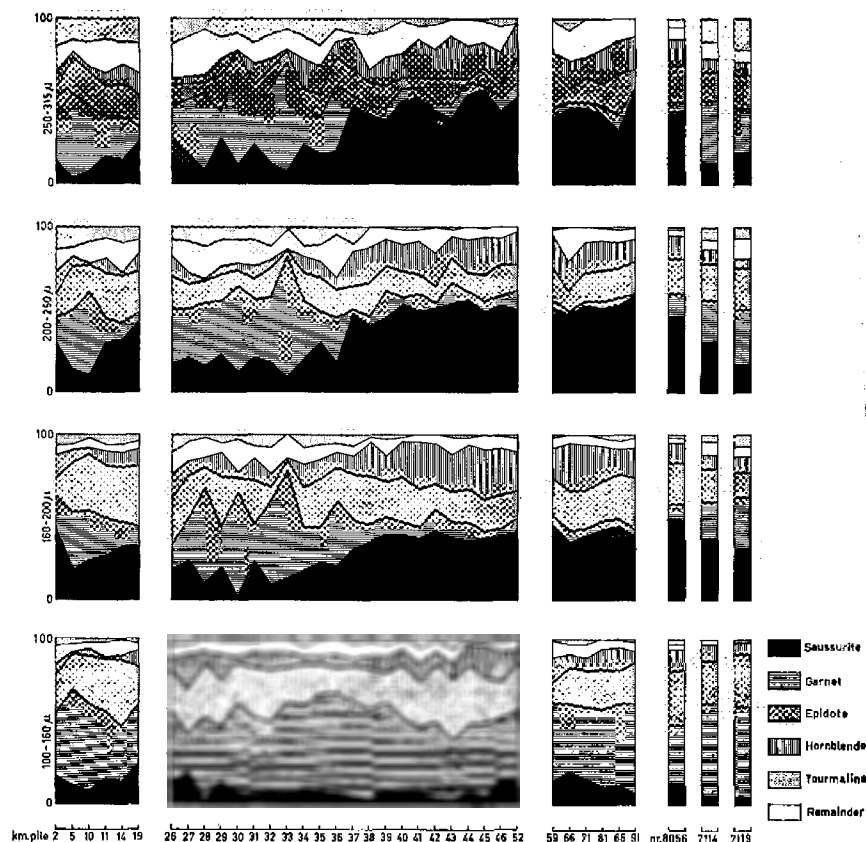 100
250-315 μ
0
100
200-250 μ
0
100
160-200 μ
0
100
100-160 μ
0
Saussurite
Garnet
Epidote
Hornblende
Tourmaline
Remainder
km.plie 2 5 10 11 14 19 26 27 28 29 30 31 32 33 34 35 36 37 38 39 40 41 42 43 44 45 46 52 59 66 71 81 65 91 nr.8056 7114 7119